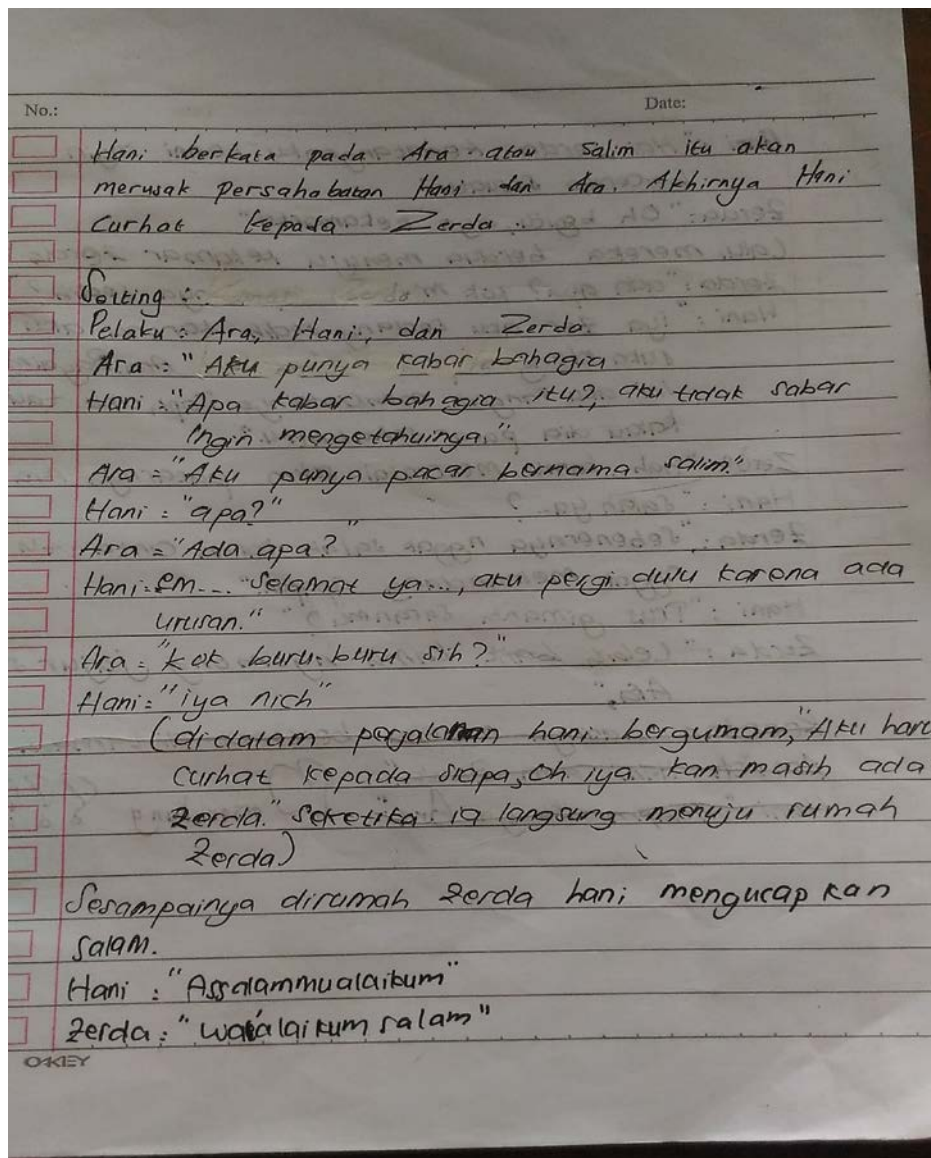 No.: Date:
Hani berkata pada Ara atau Salim itu akan
merusak persahabatan Hani dan Ara. Akhirnya Hani
Curhat kepada Zerda.
Setting :
Pelaku : Ara, Hani, dan Zerda
Ara : "Aku punya kabar bahagia
Hani : "Apa kabar bahagia itu?, aku tidak sabar
ingin mengetahuinya"
Ara : "Aku punya pacar bernama salim."
Hani : "apa?"
Ara : "Ada apa?"
Hani : em... "Selamat ya..., aku pergi dulu karena ada
urusan."
Ara : "kok buru-buru sih?"
Hani : "iya nich"
(didalam perjalanan hani bergumam, "Aku haru
curhat kepada siapa, oh iya kan masih ada
zerda." Seketika ia langsung menuju rumah
Zerda)
Sesampainya dirumah zerda hani mengucapkan
salam.
Hani : "Assalammualaikum"
Zerda : "walaikum salam"
OKEY